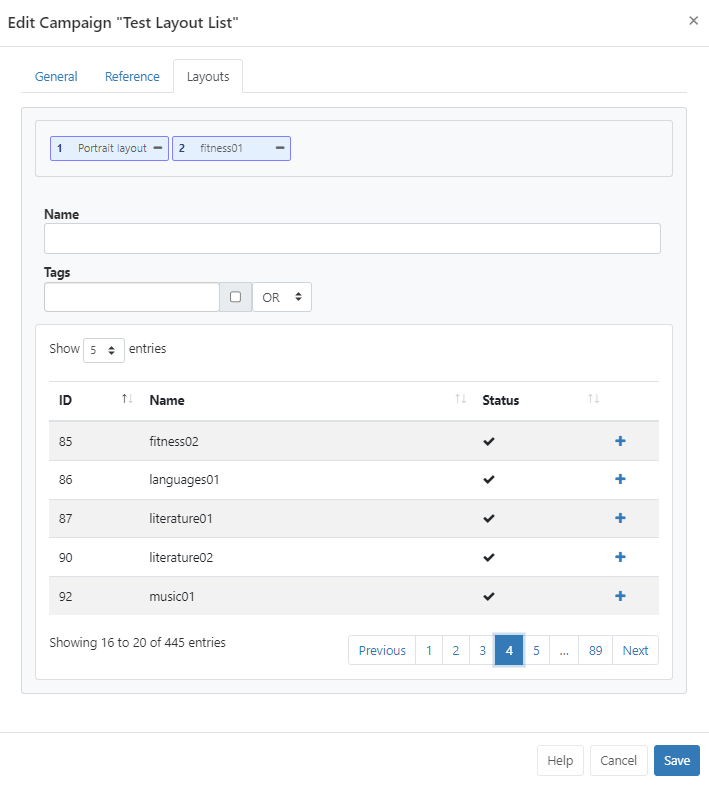 Edit Campaign "Test Layout List" ×
General Reference Layouts
1 Portrait layout − 2 fitness01 −
Name
Tags
OR
Show 5 entries
ID Name Status
85 fitness02
86 languages01
87 literature01
90 literature02
92 music01
Showing 16 to 20 of 445 entries
Previous 1 2 3 4 5 ... 89 Next
Help Cancel Save